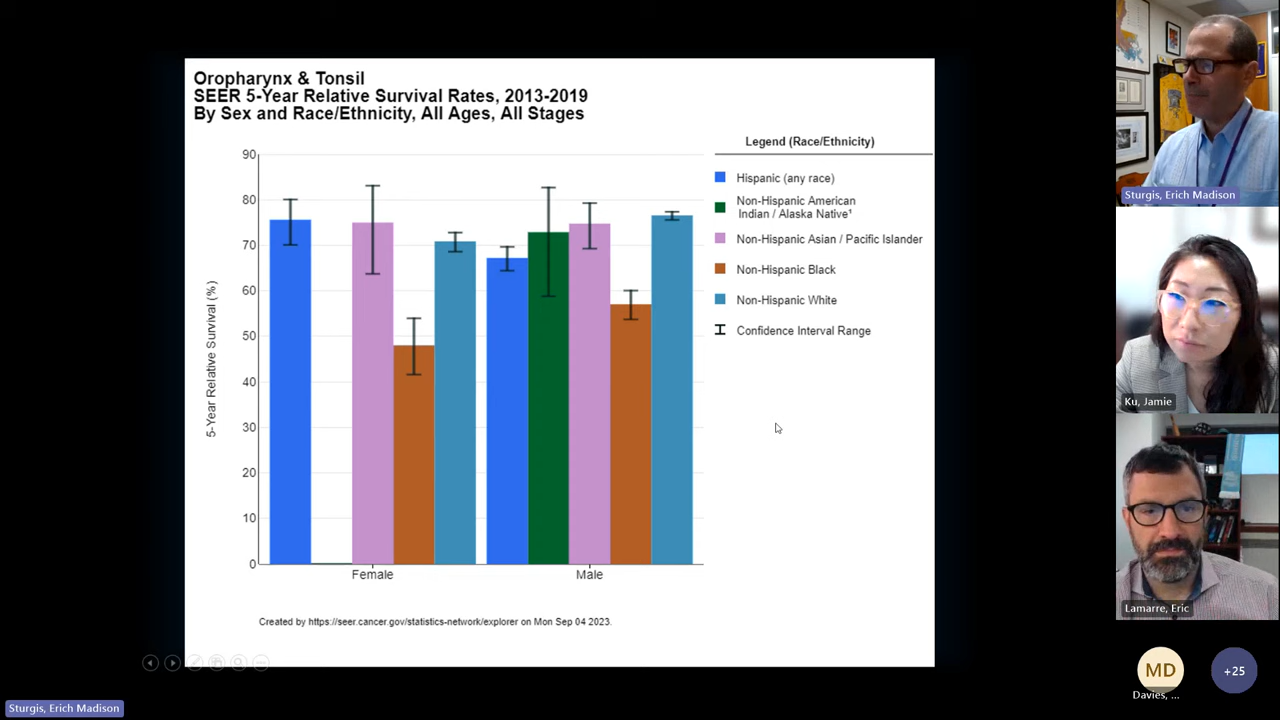 Oropharynx & Tonsil
SEER 5-Year Relative Survival Rates, 2013-2019
By Sex and Race/Ethnicity, All Ages, All Stages
Legend (Race/Ethnicity)
Hispanic (any race)
Non-Hispanic American
Indian / Alaska Native¹
Non-Hispanic Asian / Pacific Islander
Non-Hispanic Black
Non-Hispanic White
Confidence Interval Range
5-Year Relative Survival (%)
90
80
70
60
50
40
30
20
10
0
Female
Male
Created by https://seer.cancer.gov/statistics-network/explorer on Mon Sep 04 2023.
Sturgis, Erich Madison
Ku, Jamie
Lamarre, Eric
MD
Davies, ...
+25
Sturgis, Erich Madison